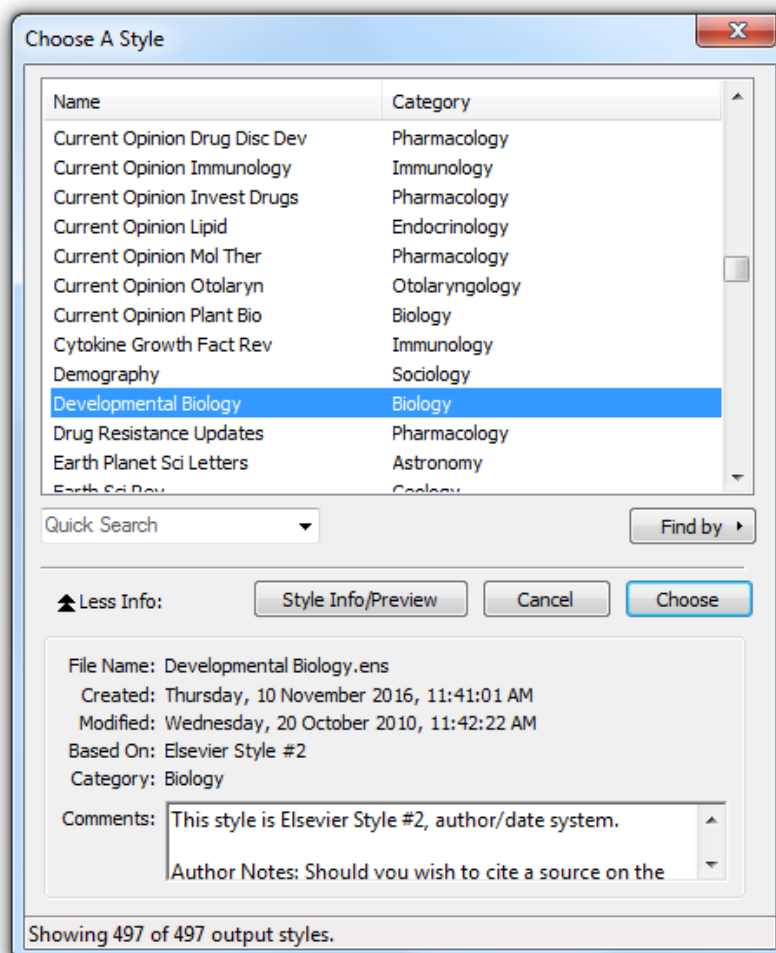 Choose A Style
Name Category
Current Opinion Drug Disc Dev Pharmacology
Current Opinion Immunology Immunology
Current Opinion Invest Drugs Pharmacology
Current Opinion Lipid Endocrinology
Current Opinion Mol Ther Pharmacology
Current Opinion Otolaryn Otolaryngology
Current Opinion Plant Bio Biology
Cytokine Growth Fact Rev Immunology
Demography Sociology
Developmental Biology Biology
Drug Resistance Updates Pharmacology
Earth Planet Sci Letters Astronomy
Earth Sci Rev Geology
Quick Search Find by
Less Info: Style Info/Preview Cancel Choose
File Name: Developmental Biology.ens
Created: Thursday, 10 November 2016, 11:41:01 AM
Modified: Wednesday, 20 October 2010, 11:42:22 AM
Based On: Elsevier Style #2
Category: Biology
Comments: This style is Elsevier Style #2, author/date system.
Author Notes: Should you wish to cite a source on the
Showing 497 of 497 output styles.